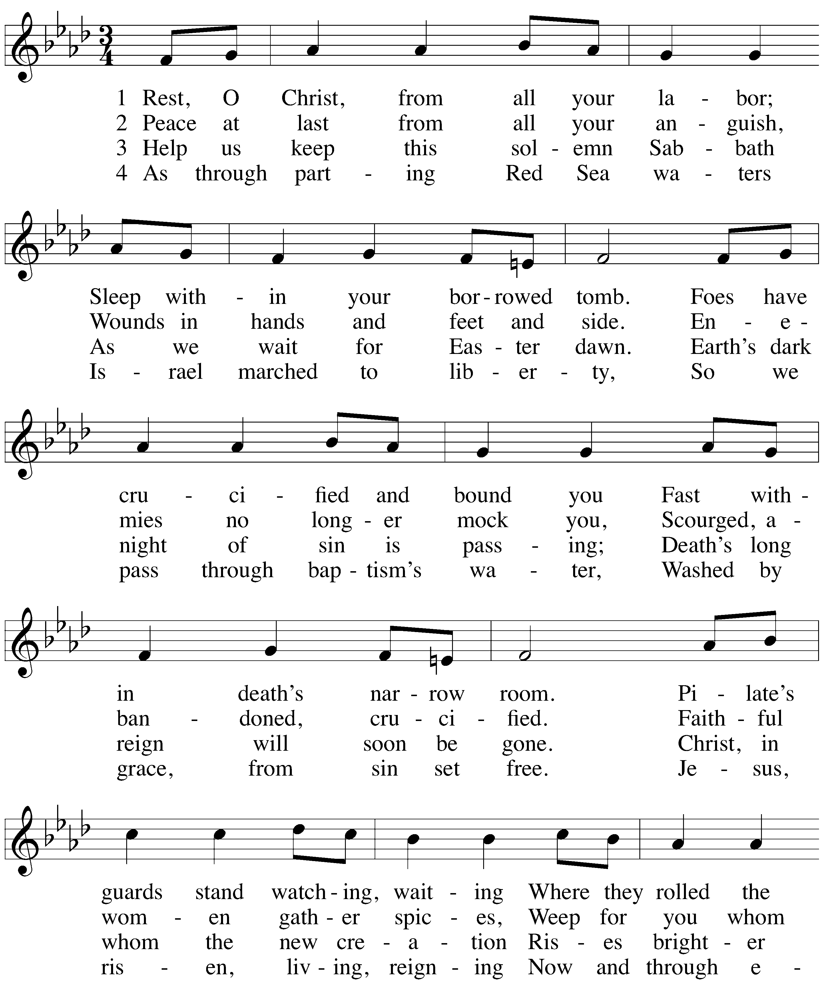 3
4
1 Rest, O Christ, from all your la - bor;
2 Peace at last from all your an - guish,
3 Help us keep this sol - emn Sab - bath
4 As through part - ing Red Sea wa - ters
Sleep with - in your bor - rowed tomb. Foes have
Wounds in hands and feet and side. En - e -
As we wait for Eas - ter dawn. Earth's dark
Is - rael marched to lib - er - ty, So we
cru - ci - fied and bound you Fast with -
mies no long - er mock you, Scourged, a -
night of sin is pass - ing; Death's long
pass through bap - tism's wa - ter, Washed by
in death's nar - row room. Pi - late's
ban - doned, cru - ci - fied. Faith - ful
reign will soon be gone. Christ, in
grace, from sin set free. Je - sus,
guards stand watch - ing, wait - ing Where they rolled the
wom - en gath - er spic - es, Weep for you whom
whom the new cre - a - tion Ris - es bright - er
ris - en, liv - ing, reign - ing Now and through e -